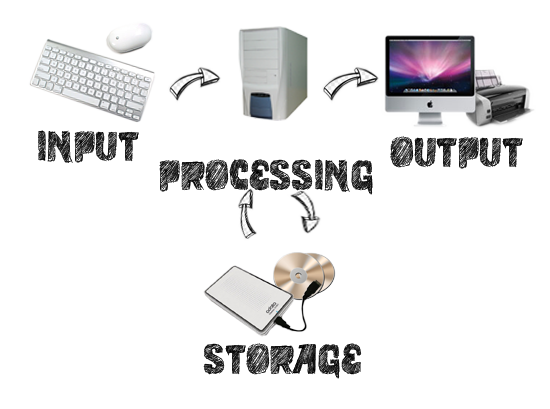 INPUT
PROCESSING
OUTPUT
STORAGE